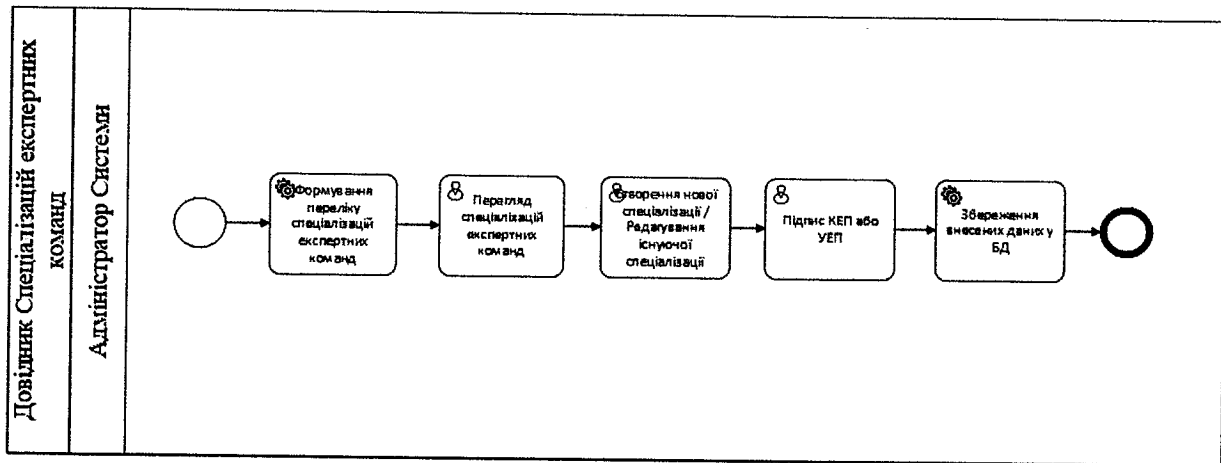 Довідник Спеціалізацій експертних
команд
Адміністратор Системи
Формування
переліку
спеціалізацій
експертних
команд
Перегляд
спеціалізацій
експертних
команд
Створення нової
спеціалізації /
Редагування
існуючої
спеціалізації
Підпис КЕП або
УЕП
Збереження
внесених даних у
БД